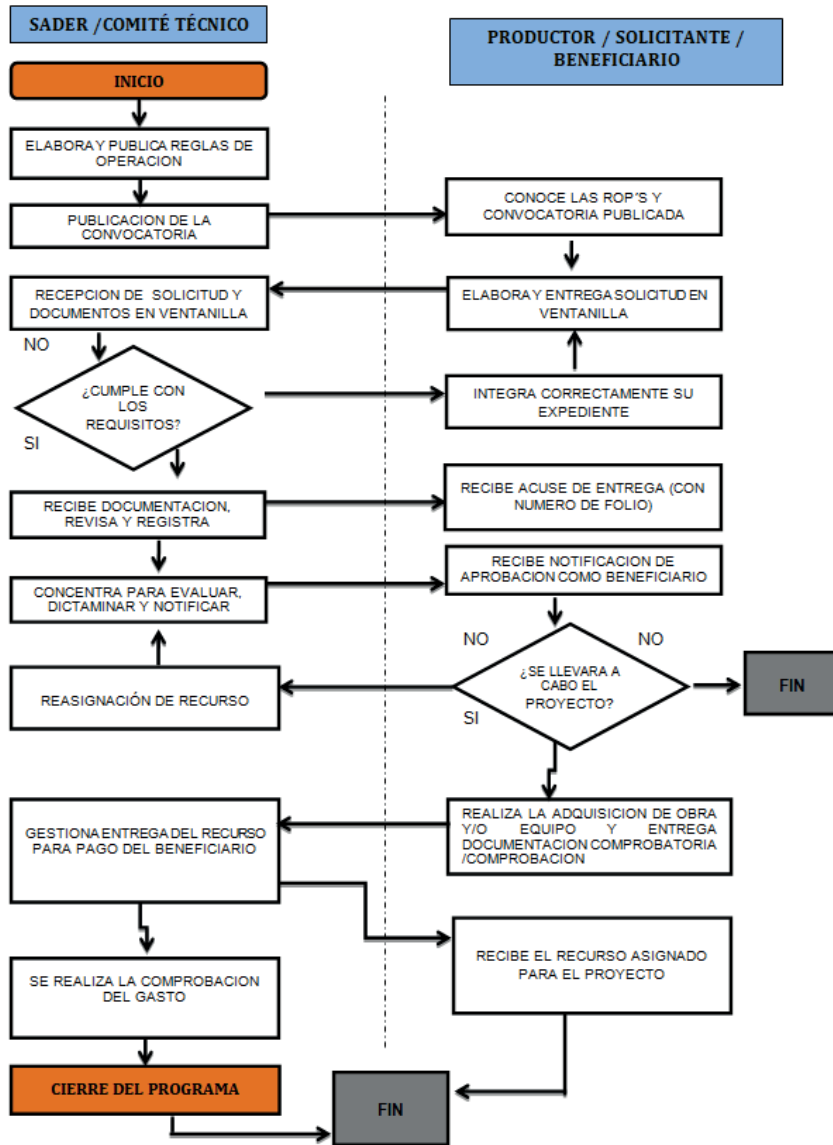 SADER /COMITÉ TÉCNICO
PRODUCTOR / SOLICITANTE /
BENEFICIARIO
INICIO
ELABORA Y PUBLICA REGLAS DE
OPERACION
PUBLICACION DE LA
CONVOCATORIA
CONOCE LAS ROP´S Y
CONVOCATORIA PUBLICADA
RECEPCION DE SOLICITUD Y
DOCUMENTOS EN VENTANILLA
ELABORA Y ENTREGA SOLICITUD EN
VENTANILLA
NO
¿CUMPLE CON
LOS
REQUISITOS?
SI
INTEGRA CORRECTAMENTE SU
EXPEDIENTE
RECIBE DOCUMENTACION,
REVISA Y REGISTRA
RECIBE ACUSE DE ENTREGA (CON
NUMERO DE FOLIO)
CONCENTRA PARA EVALUAR,
DICTAMINAR Y NOTIFICAR
RECIBE NOTIFICACION DE
APROBACION COMO BENEFICIARIO
NO
NO
¿SE LLEVARA A
CABO EL
PROYECTO?
SI
FIN
REASIGNACIÓN DE RECURSO
GESTIONA ENTREGA DEL RECURSO
PARA PAGO DEL BENEFICIARIO
REALIZA LA ADQUISICION DE OBRA
Y/O EQUIPO Y ENTREGA
DOCUMENTACION COMPROBATORIA
/COMPROBACION
RECIBE EL RECURSO ASIGNADO
PARA EL PROYECTO
SE REALIZA LA COMPROBACION
DEL GASTO
CIERRE DEL PROGRAMA
FIN